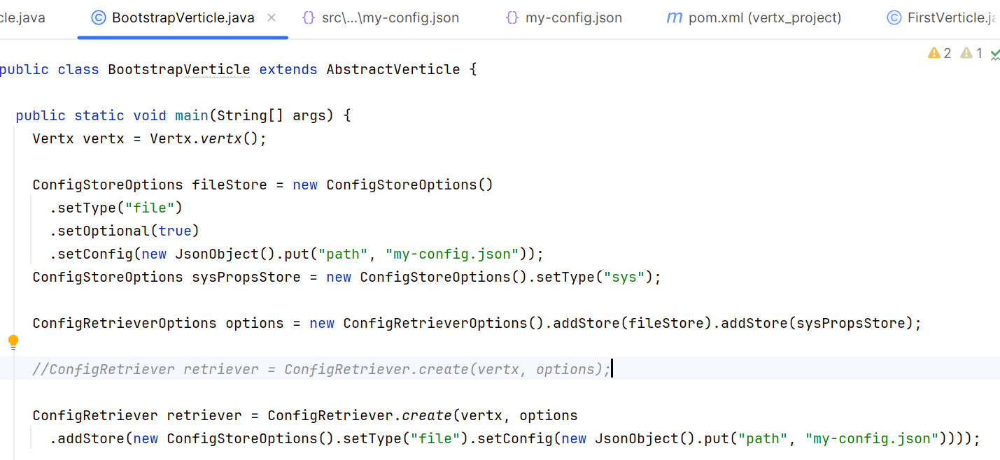 cle.java BootstrapVerticle.java src\...\my-config.json my-config.json pom.xml (vertx_project) FirstVerticle.ja
2 1
public class BootstrapVerticle extends AbstractVerticle {
public static void main(String[] args) {
Vertx vertx = Vertx.vertx();
ConfigStoreOptions fileStore = new ConfigStoreOptions()
.setType("file")
.setOptional(true)
.setConfig(new JsonObject().put("path", "my-config.json"));
ConfigStoreOptions sysPropsStore = new ConfigStoreOptions().setType("sys");
ConfigRetrieverOptions options = new ConfigRetrieverOptions().addStore(fileStore).addStore(sysPropsStore);
//ConfigRetriever retriever = ConfigRetriever.create(vertx, options);
ConfigRetriever retriever = ConfigRetriever.create(vertx, options
.addStore(new ConfigStoreOptions().setType("file").setConfig(new JsonObject().put("path", "my-config.json"))));